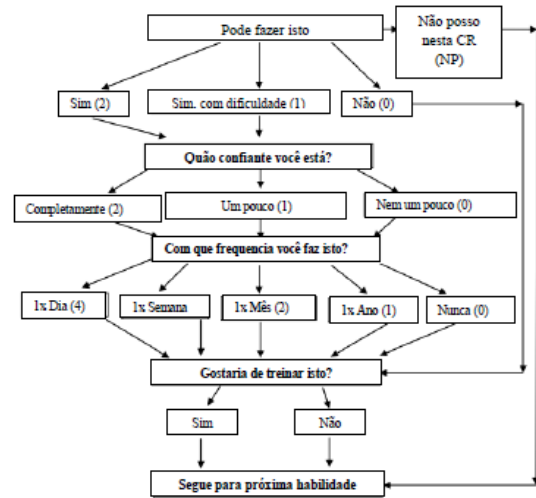 Pode fazer isto
Não posso
nesta CR
(NP)
Sim (2)
Sim. com dificuldade (1)
Não (0)
Quão confiante você está?
Completamente (2)
Um pouco (1)
Nem um pouco (0)
Com que frequencia você faz isto?
1x Dia (4)
1x Semana
1x Mês (2)
1x Ano (1)
Nunca (0)
Gostaria de treinar isto?
Sim
Não
Segue para próxima habilidade